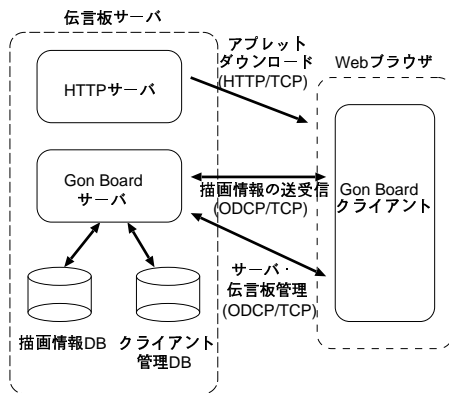 伝言板サーバ
アプレット
ダウンロード
(HTTP/TCP)
Webブラウザ
HTTPサーバ
Gon Board
サーバ
描画情報の送受信
(ODCP/TCP)
Gon Board
クライアント
サーバ・
伝言板管理
(ODCP/TCP)
描画情報DB
クライアント
管理DB